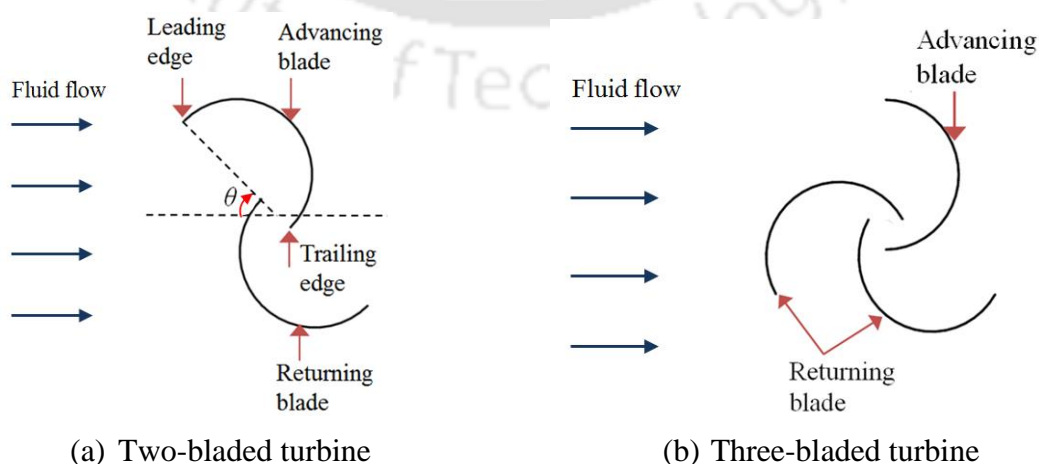 Leading
edge
Advancing
blade
Fluid flow
θ
Trailing
edge
Returning
blade
(a) Two-bladed turbine
Advancing
blade
Fluid flow
Returning
blade
(b) Three-bladed turbine
f Tec